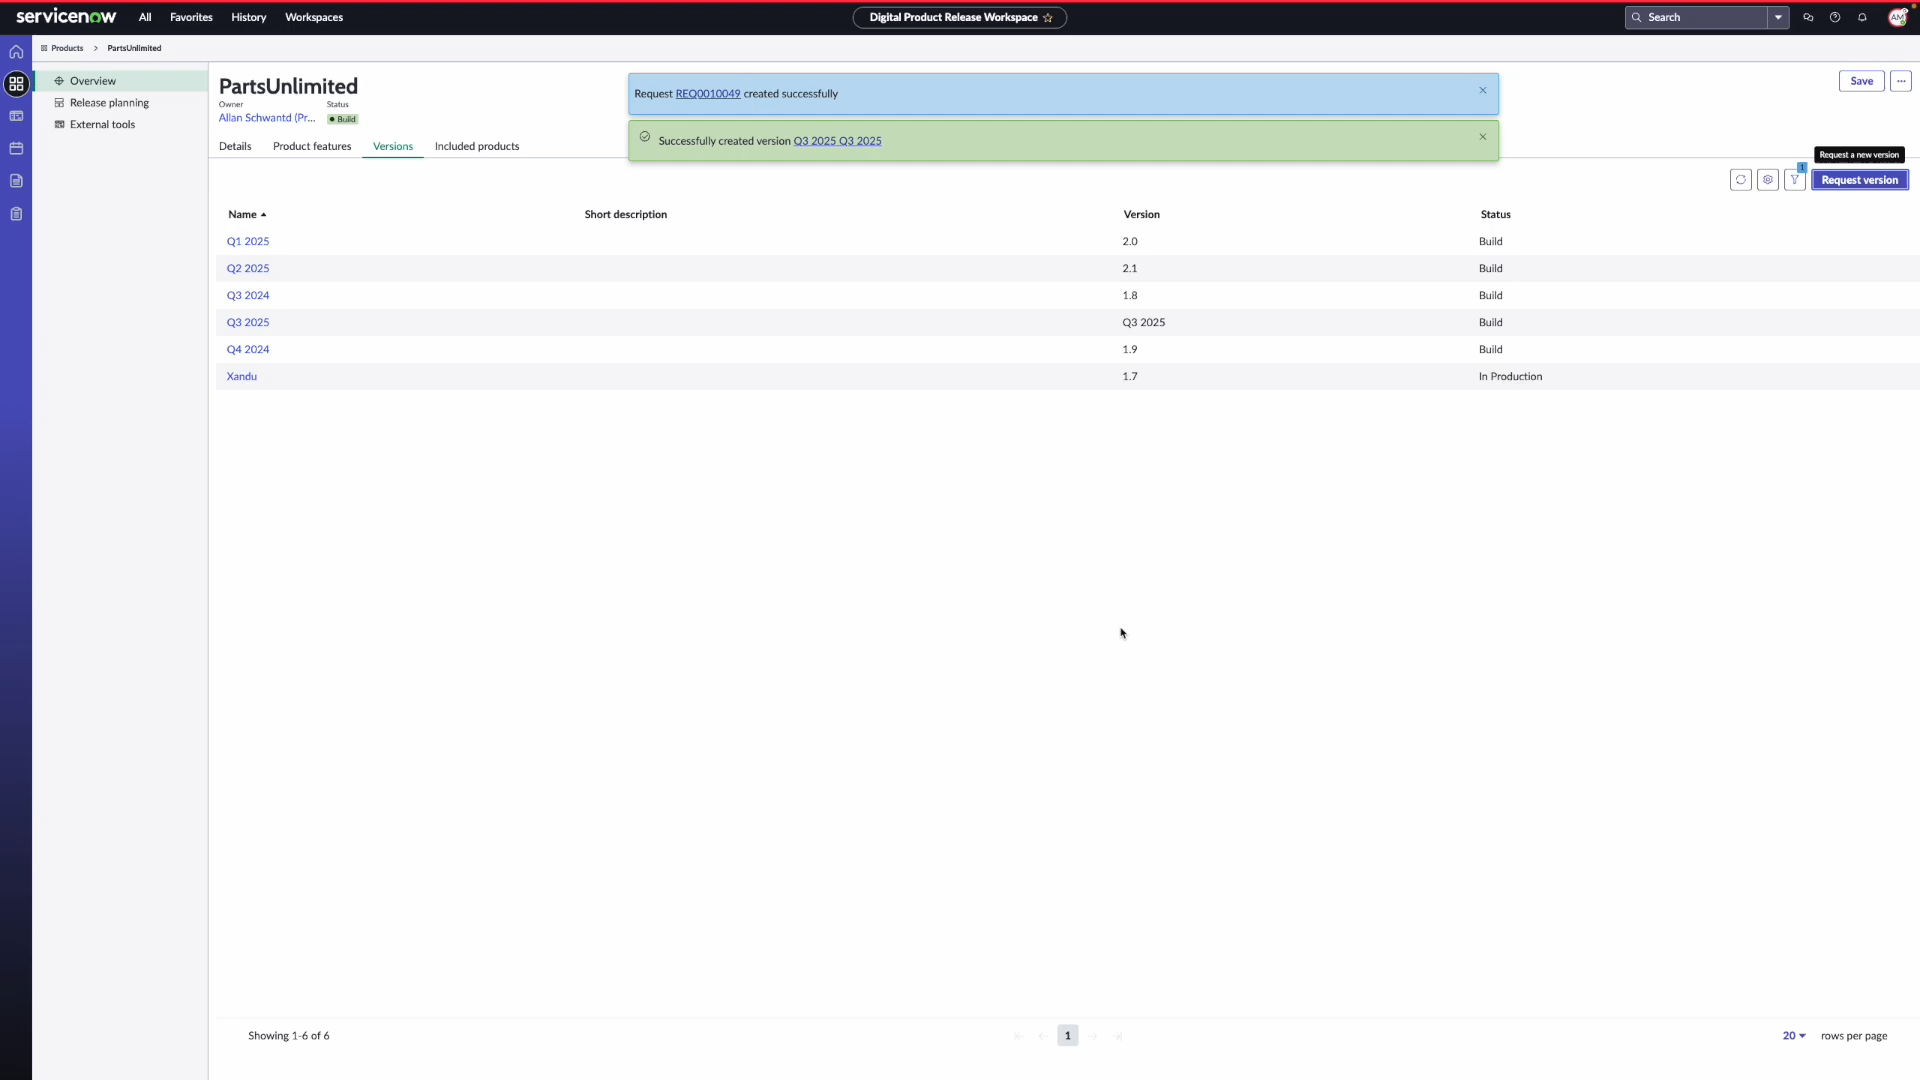 servicenow All Favorites History Workspaces Digital Product Release Workspace Search AM
Products > PartsUnlimited
Overview
Release planning
External tools
PartsUnlimited
Owner Status
Allan Schwantd (Pr... Build
Request REQ0010049 created successfully
Successfully created version Q3 2025 Q3 2025
Save
Details Product features Versions Included products
Request a new version
1
Request version
Name Short description Version Status
Q1 2025 2.0 Build
Q2 2025 2.1 Build
Q3 2024 1.8 Build
Q3 2025 Q3 2025 Build
Q4 2024 1.9 Build
Xandu 1.7 In Production
Showing 1-6 of 6 1 20 rows per page